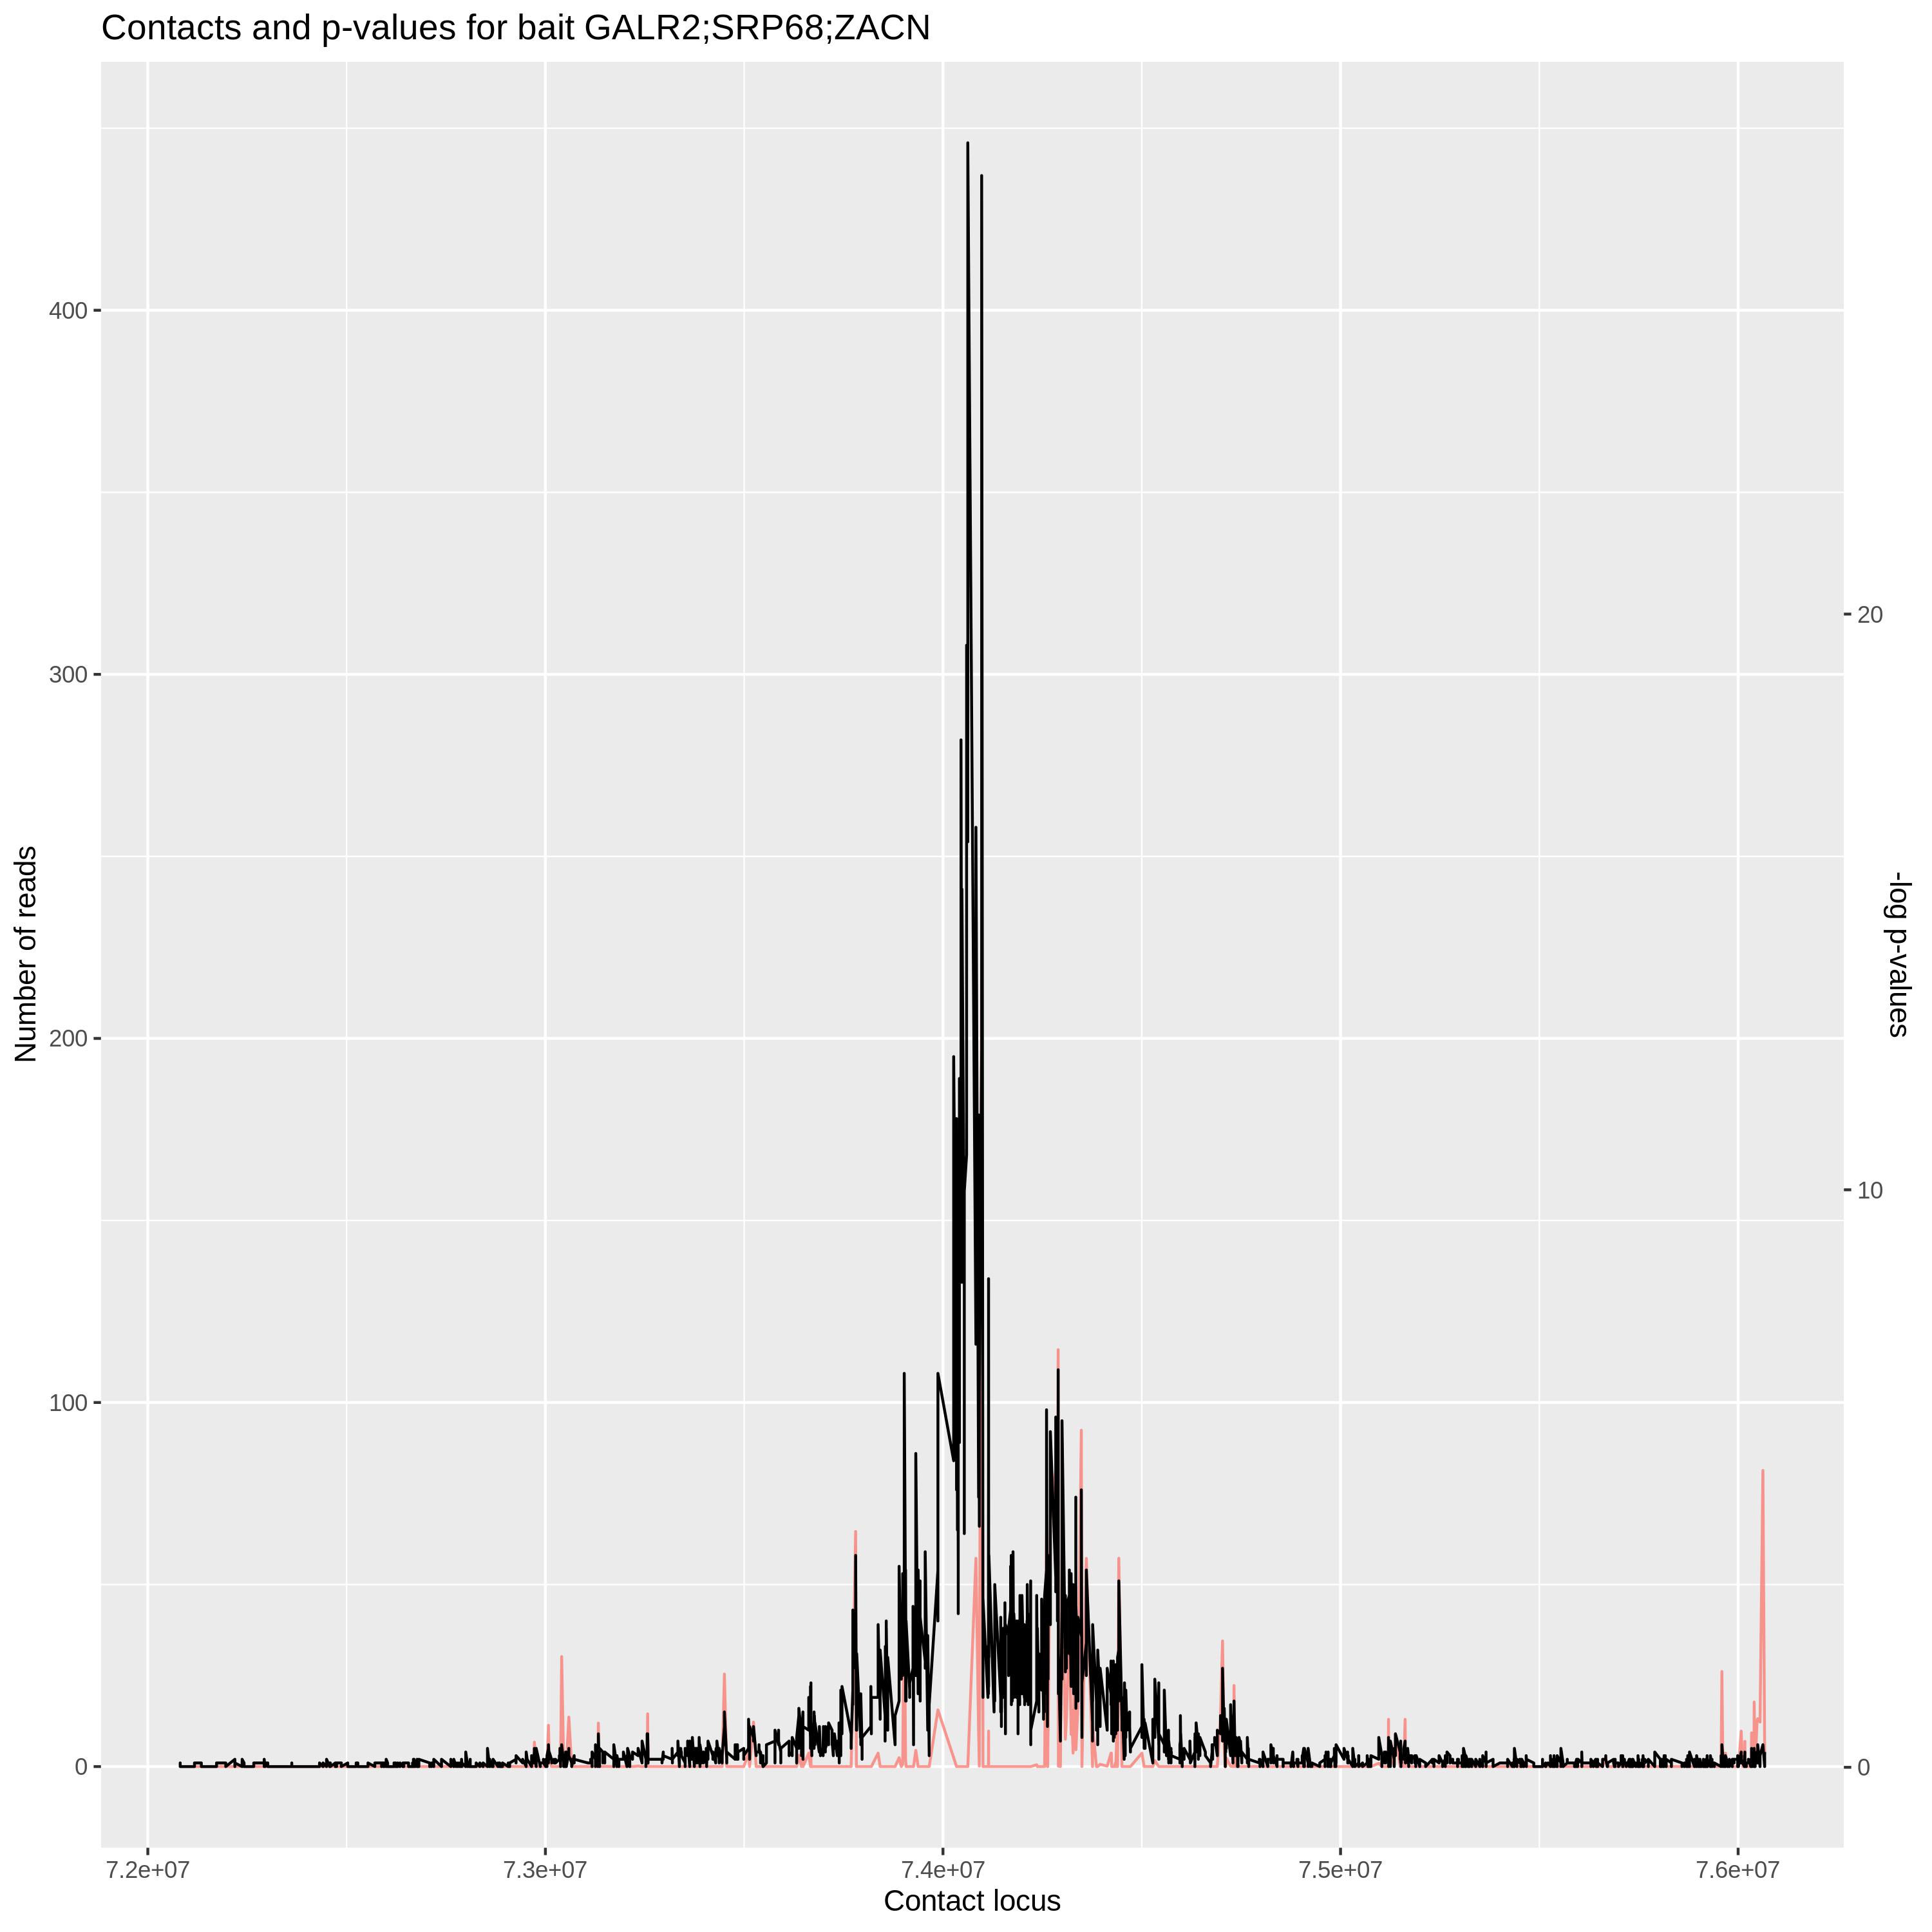 Contacts and p-values for bait GALR2;SRP68;ZACN
Number of reads
400
300
200
100
0
20
10
0
-log p-values
7.2e+07
7.3e+07
7.4e+07
7.5e+07
7.6e+07
Contact locus